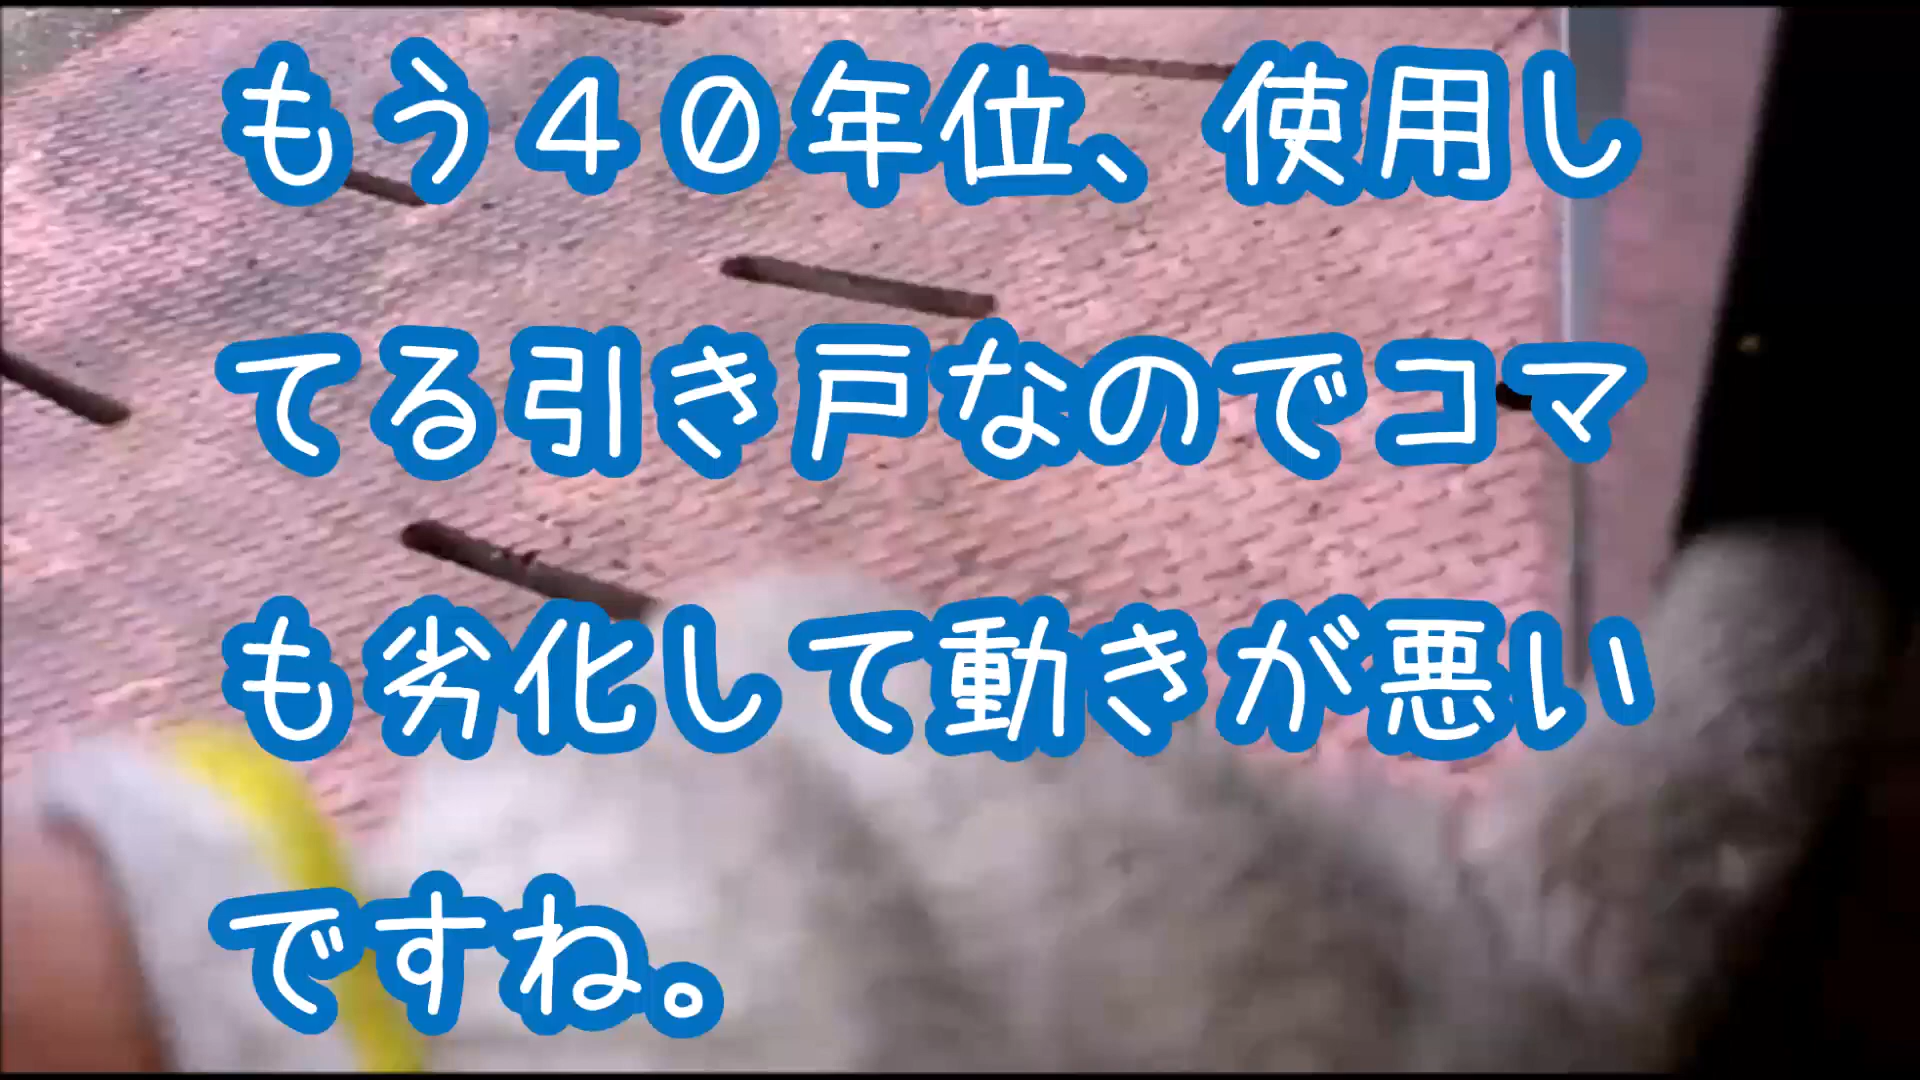 もう４０年位、使用し
てる引き戸なのでコマ
も劣化して動きが悪い
ですね。